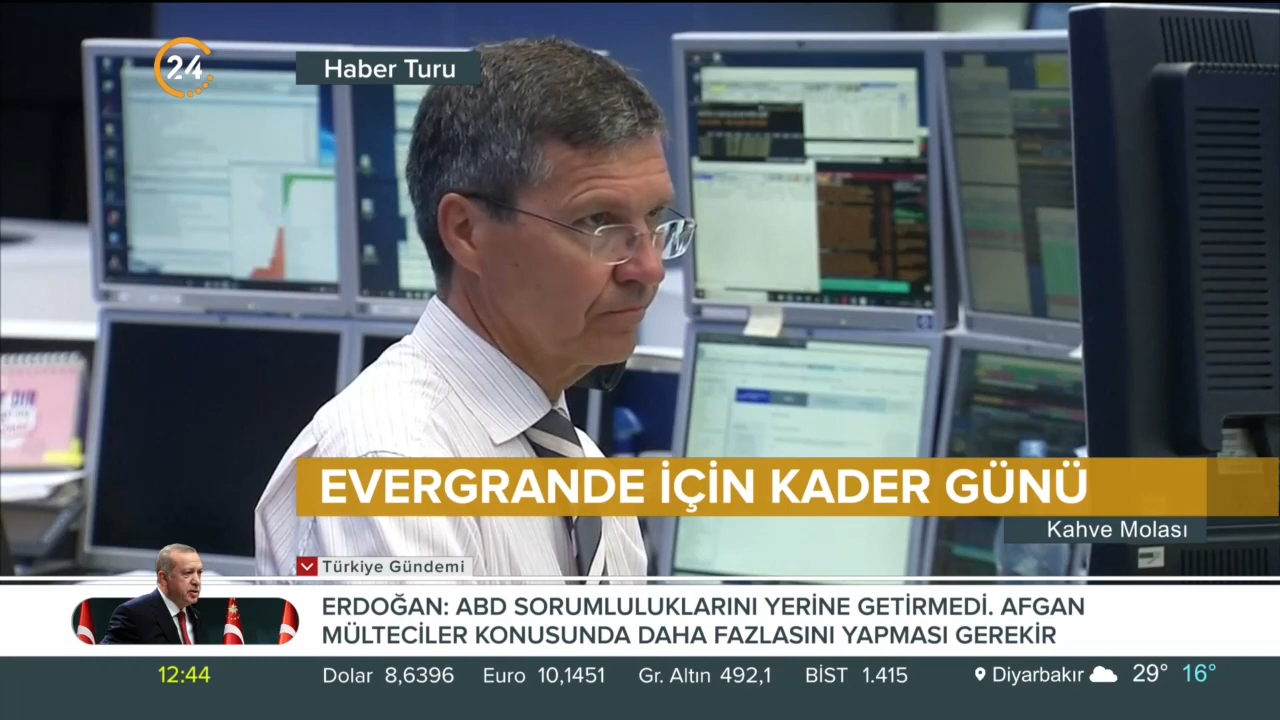 24
Haber Turu
EVERGRANDE İÇİN KADER GÜNÜ
Kahve Molası
Türkiye Gündemi
ERDOĞAN: ABD SORUMLULUKLARINI YERİNE GETİRMEDİ. AFGAN
MÜLTECİLER KONUSUNDA DAHA FAZLASINI YAPMASI GEREKİR
12:44 Dolar 8,6396 Euro 10,1451 Gr. Altın 492,1 BİST 1.415 Diyarbakır 29° 16°